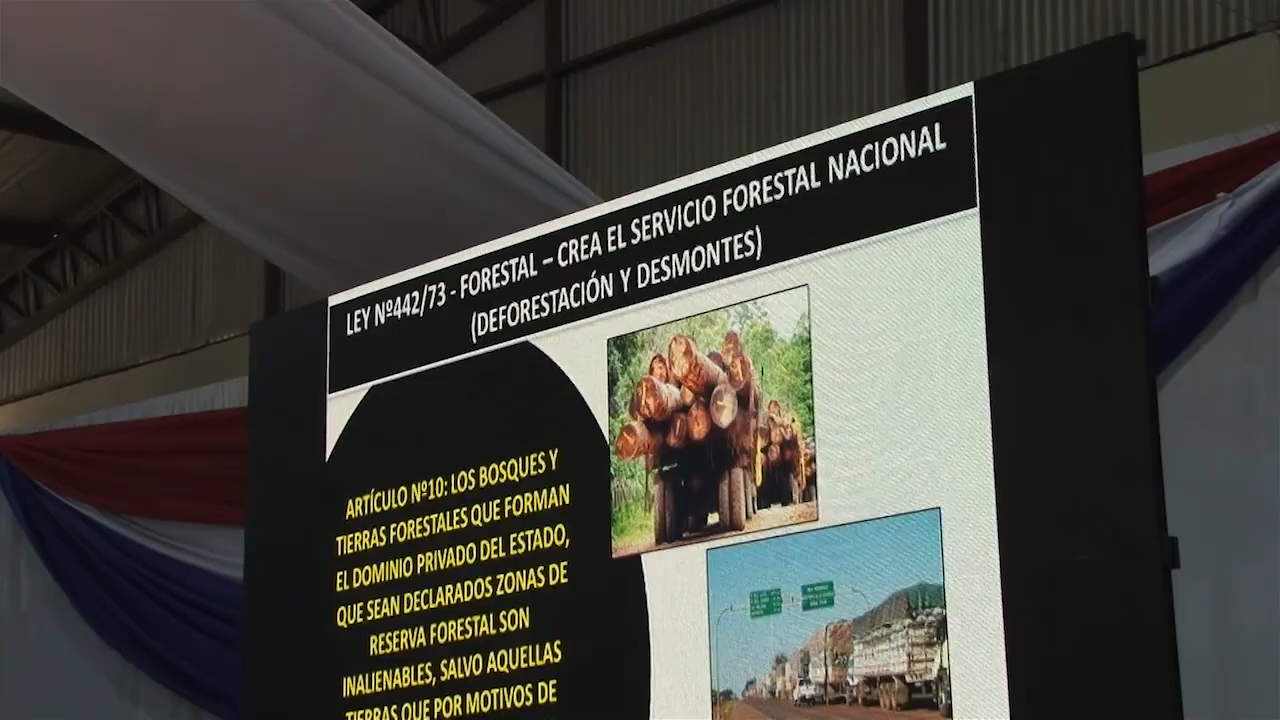 LEY Nº442/73 - FORESTAL – CREA EL SERVICIO FORESTAL NACIONAL
(DEFORESTACIÓN Y DESMONTES)
ARTÍCULO Nº10: LOS BOSQUES Y
TIERRAS FORESTALES QUE FORMAN
EL DOMINIO PRIVADO DEL ESTADO,
QUE SEAN DECLARADOS ZONAS DE
RESERVA FORESTAL SON
INALIENABLES, SALVO AQUELLAS
TIERRAS QUE POR MOTIVOS DE